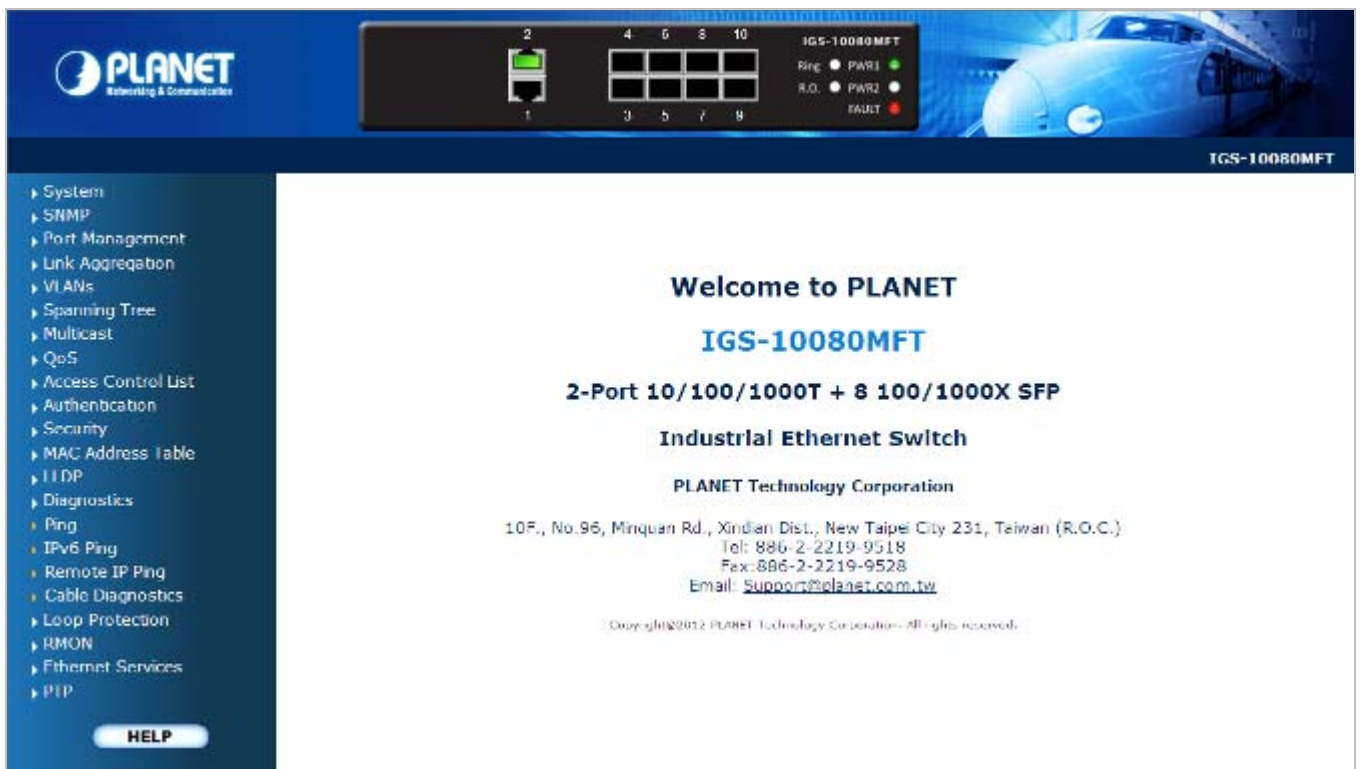 PLANET
Networking & Communication
2 4 6 8 10
IGS-10080MFT
Ring PWR1
R.O. PWR2
FAULT
1 3 5 7 9
IGS-10080MFT
System
SNMP
Port Management
Link Aggregation
VLANs
Spanning Tree
Multicast
QoS
Access Control List
Authentication
Security
MAC Address Table
LLDP
Diagnostics
Ping
IPv6 Ping
Remote IP Ping
Cable Diagnostics
Loop Protection
RMON
Ethernet Services
PTP
HELP
Welcome to PLANET
IGS-10080MFT
2-Port 10/100/1000T + 8 100/1000X SFP
Industrial Ethernet Switch
PLANET Technology Corporation
10F., No.96, Minquan Rd., Xindian Dist., New Taipei City 231, Taiwan (R.O.C.)
Tel: 886-2-2219-9518
Fax:886-2-2219-9528
Email: Support@planet.com.tw
Copyright@2012 PLANET Technology Corporation. All rights reserved.